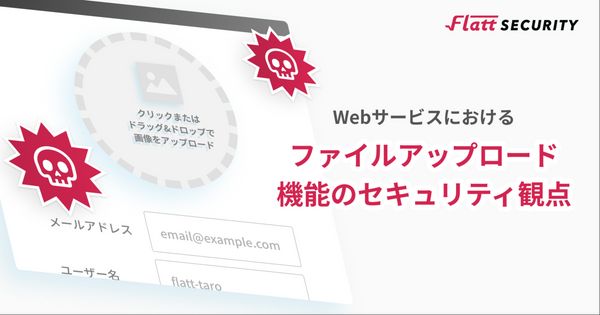 Flatt SECURITY
クリックまたは
ドラッグ&ドロップで
画像をアップロード
Webサービスにおける
ファイルアップロード
機能のセキュリティ観点
メールアドレス
email@example.com
ユーザー名
flatt-taro